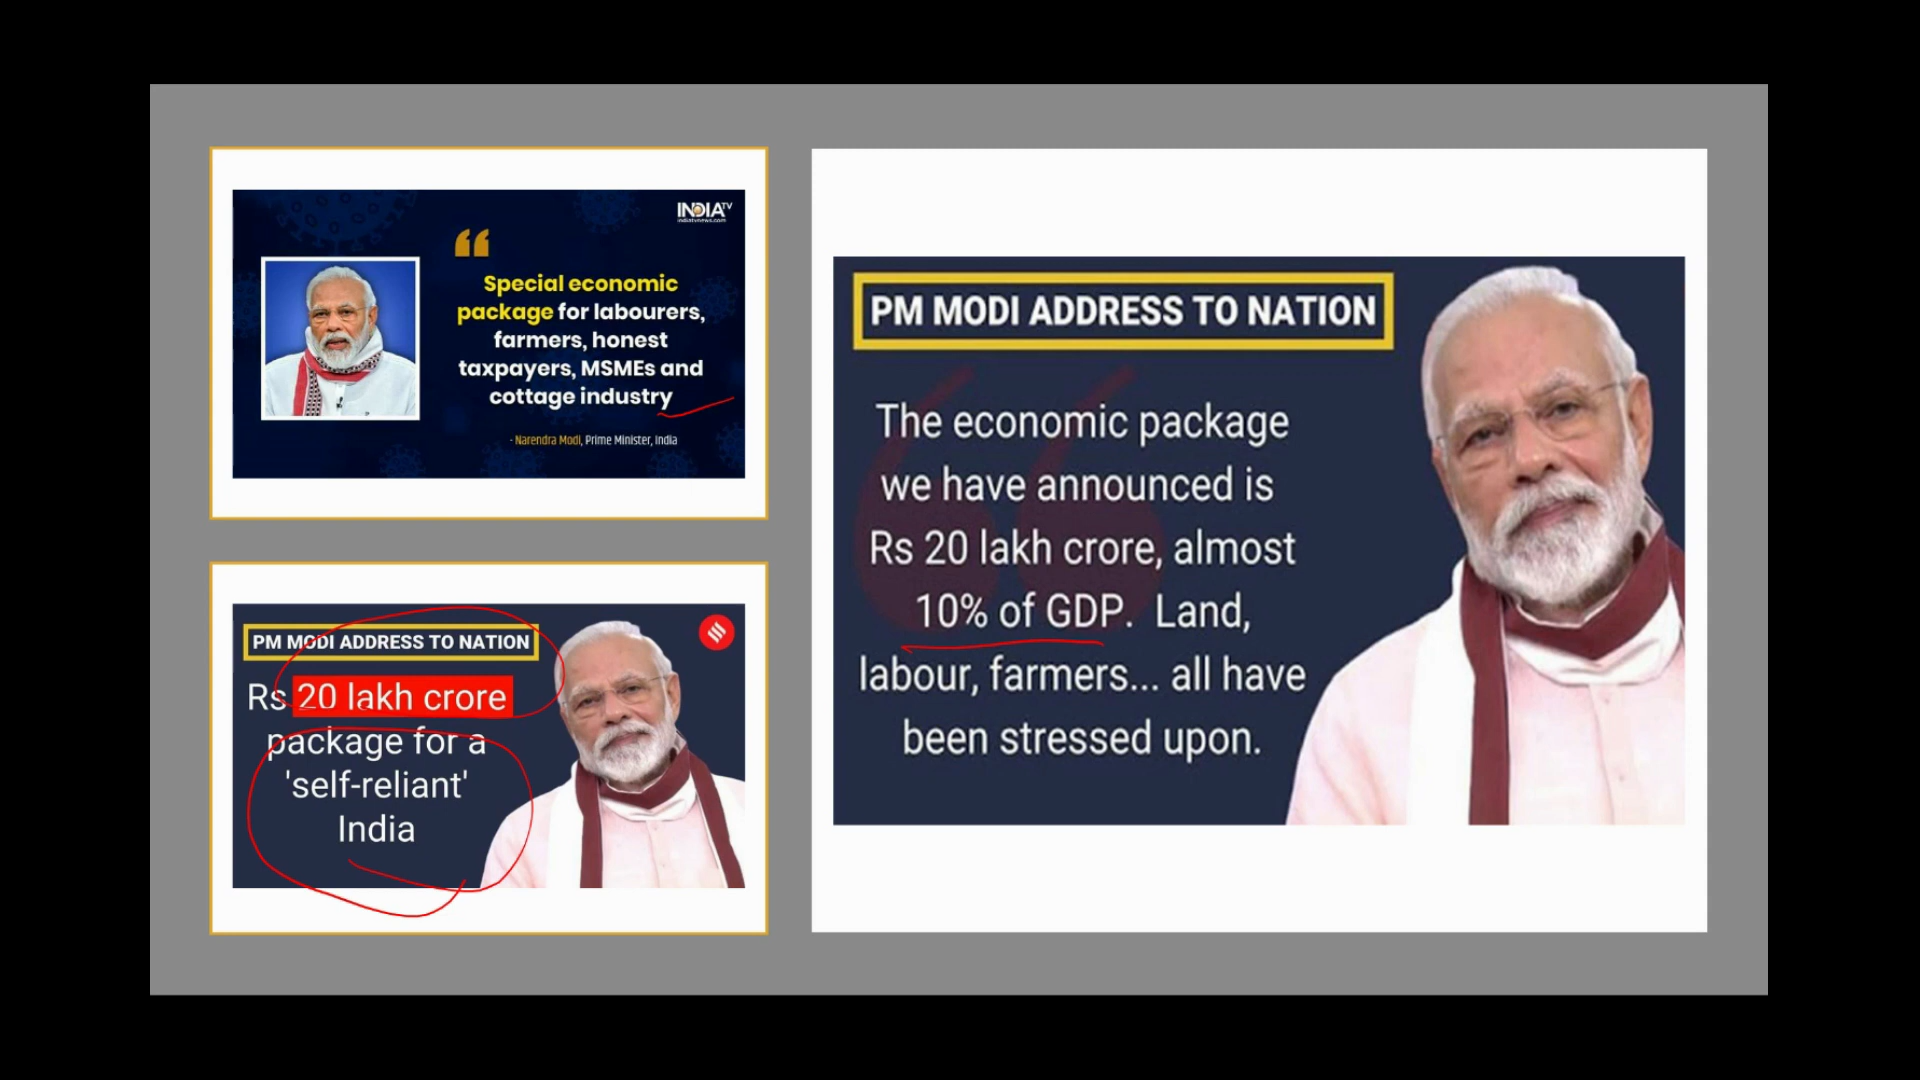 INDIA TV
indiatvnews.com
“
Special economic
package for labourers,
farmers, honest
taxpayers, MSMEs and
cottage industry
- Narendra Modi, Prime Minister, India
PM MODI ADDRESS TO NATION
Rs 20 lakh crore
package for a
'self-reliant'
India
PM MODI ADDRESS TO NATION
The economic package
we have announced is
Rs 20 lakh crore, almost
10% of GDP. Land,
labour, farmers... all have
been stressed upon.